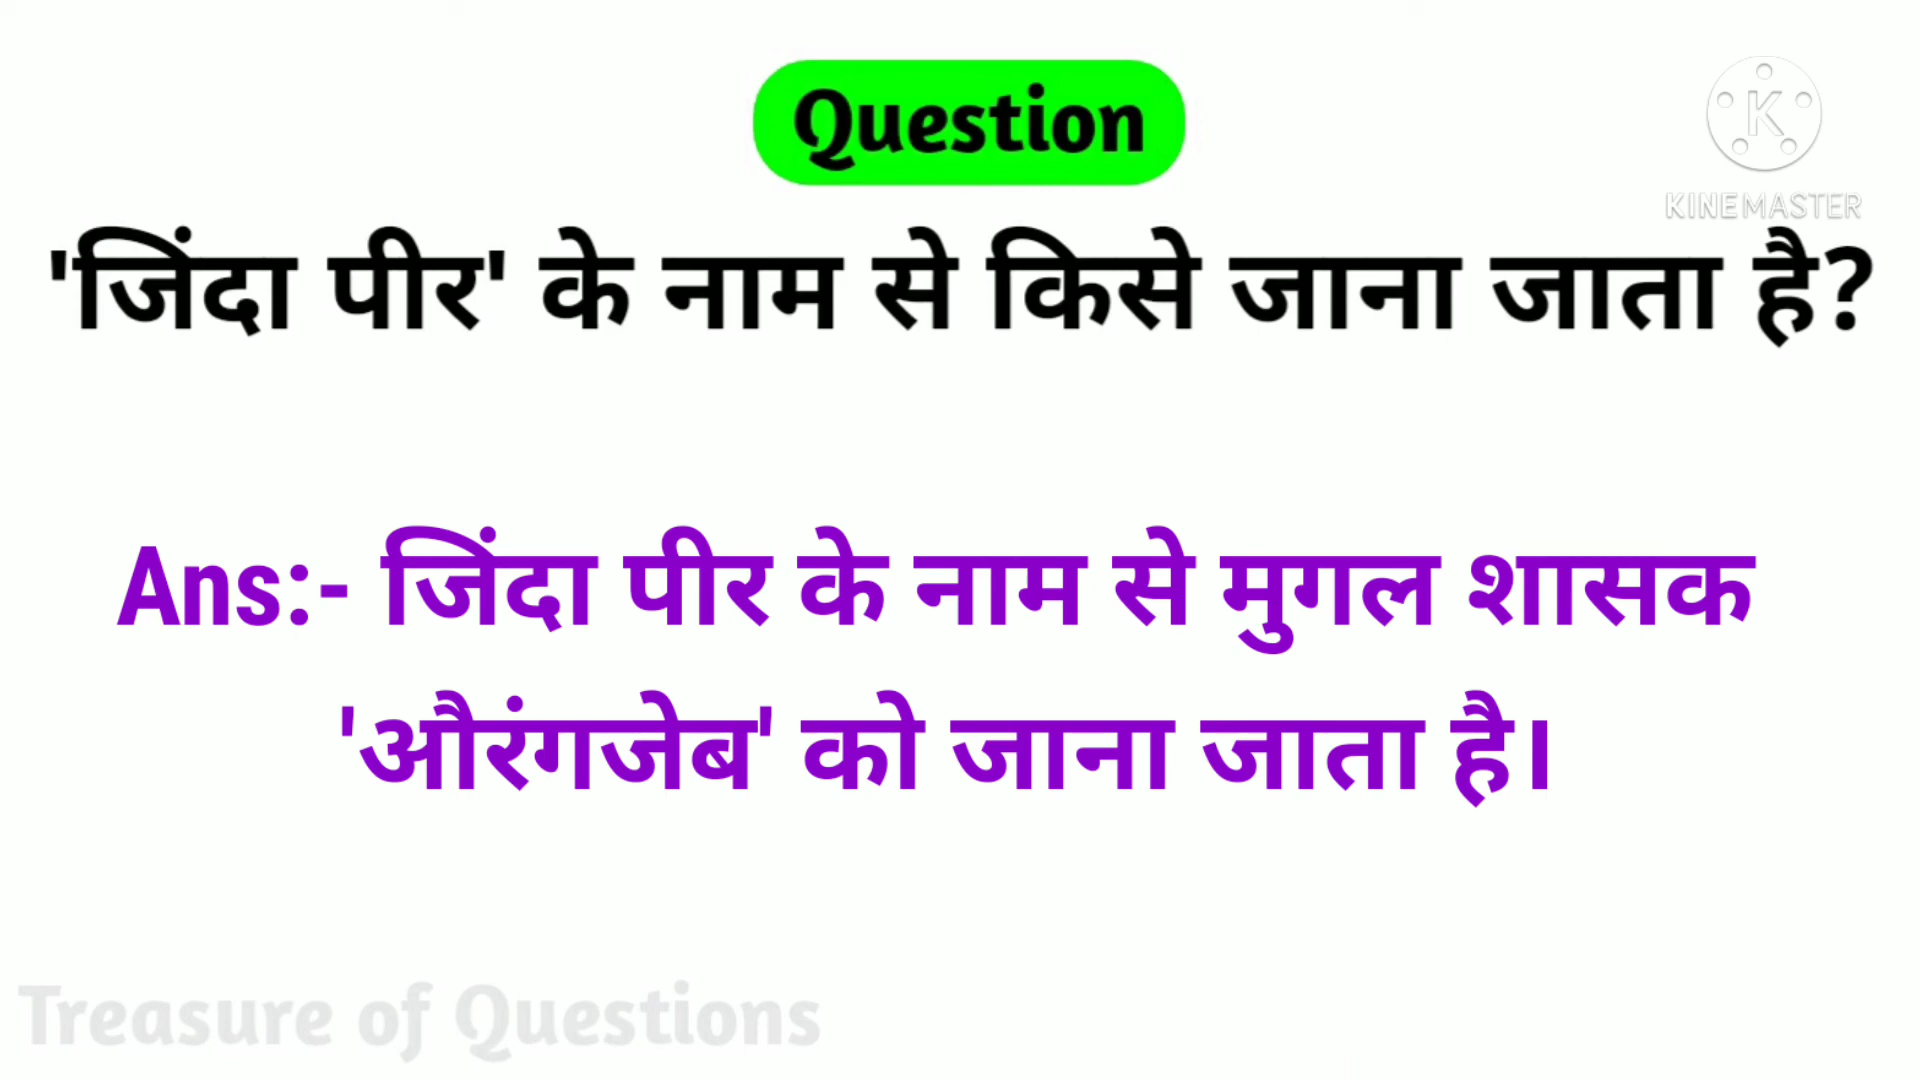 Question
K
KINEMASTER
'जिंदा पीर' के नाम से किसे जाना जाता है?
Ans:- जिंदा पीर के नाम से मुगल शासक
'औरंगजेब' को जाना जाता है।
Treasure of Questions